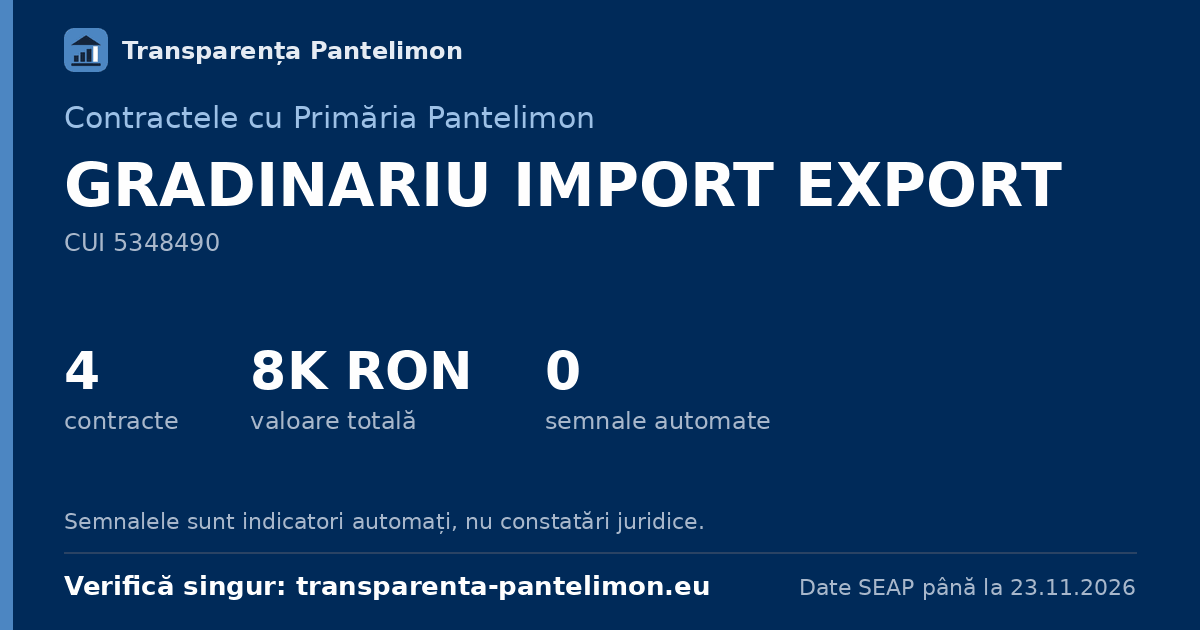 Transparența Pantelimon
Contractele cu Primăria Pantelimon
GRADINARIU IMPORT EXPORT
CUI 5348490
4
contracte
8K RON
valoare totală
0
semnale automate
Semnalele sunt indicatori automați, nu constatări juridice.
Verifică singur: transparenta-pantelimon.eu
Date SEAP până la 23.11.2026